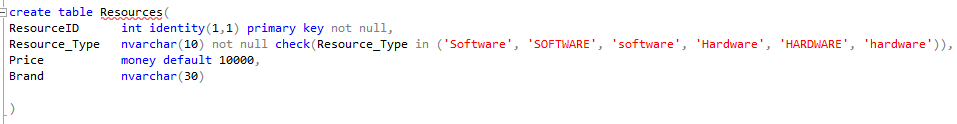 create table Resources(
ResourceID int identity(1,1) primary key not null,
Resource_Type nvarchar(10) not null check(Resource_Type in ('Software', 'SOFTWARE', 'software', 'Hardware', 'HARDWARE', 'hardware')),
Price money default 10000,
Brand nvarchar(30)
)